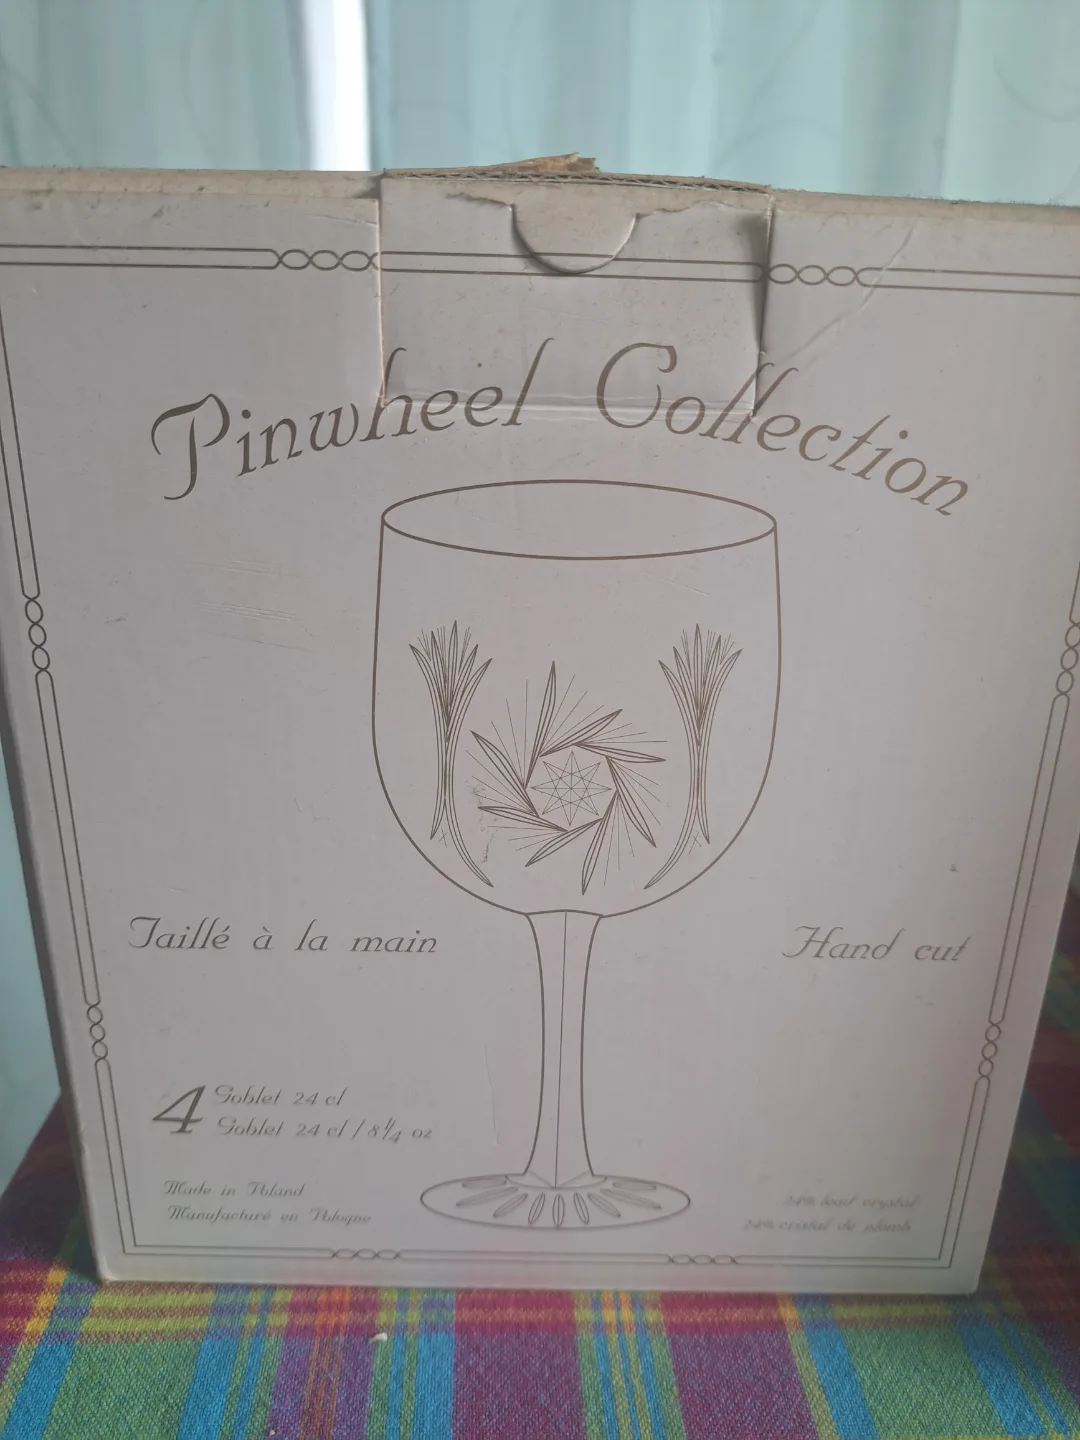 Pinwheel Collection
Taillé à la main
Hand cut
4 Goblet 24 cl
Goblet 24 cl / 8 1/4 oz
Made in Poland
Manufacturé en Pologne
24% lead crystal
24% cristal de plomb